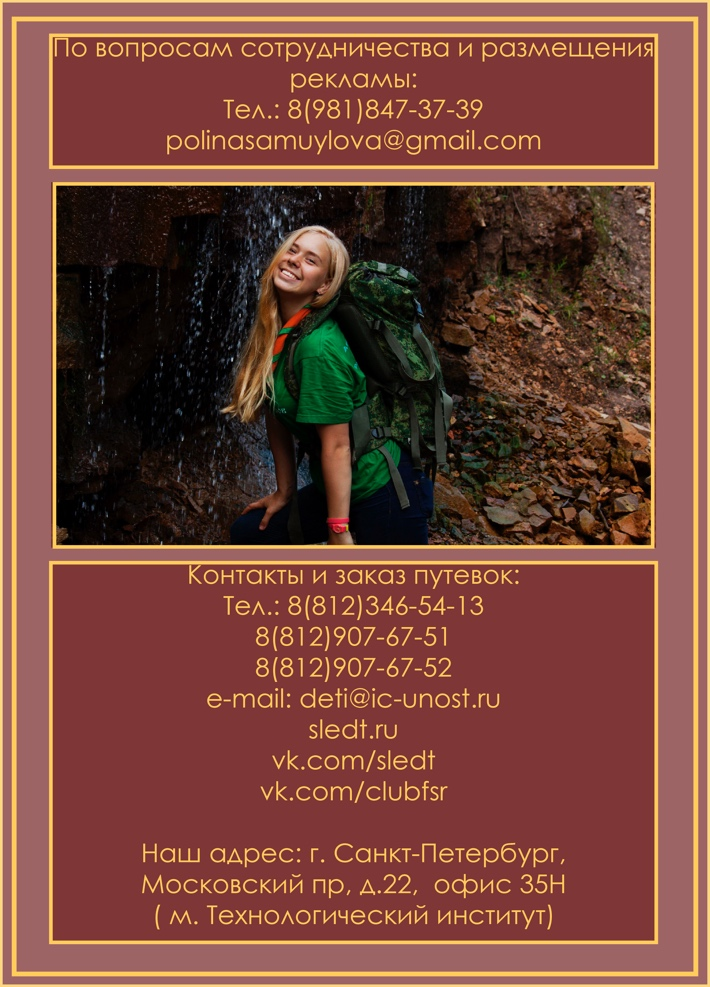 По вопросам сотрудничества и размещения
рекламы:
Тел.: 8(981)847-37-39
polinasamuylova@gmail.com
Контакты и заказ путевок:
Тел.: 8(812)346-54-13
8(812)907-67-51
8(812)907-67-52
e-mail: deti@ic-unost.ru
sledt.ru
vk.com/sledt
vk.com/clubfsr
Наш адрес: г. Санкт-Петербург,
Московский пр, д.22, офис 35Н
( м. Технологический институт)